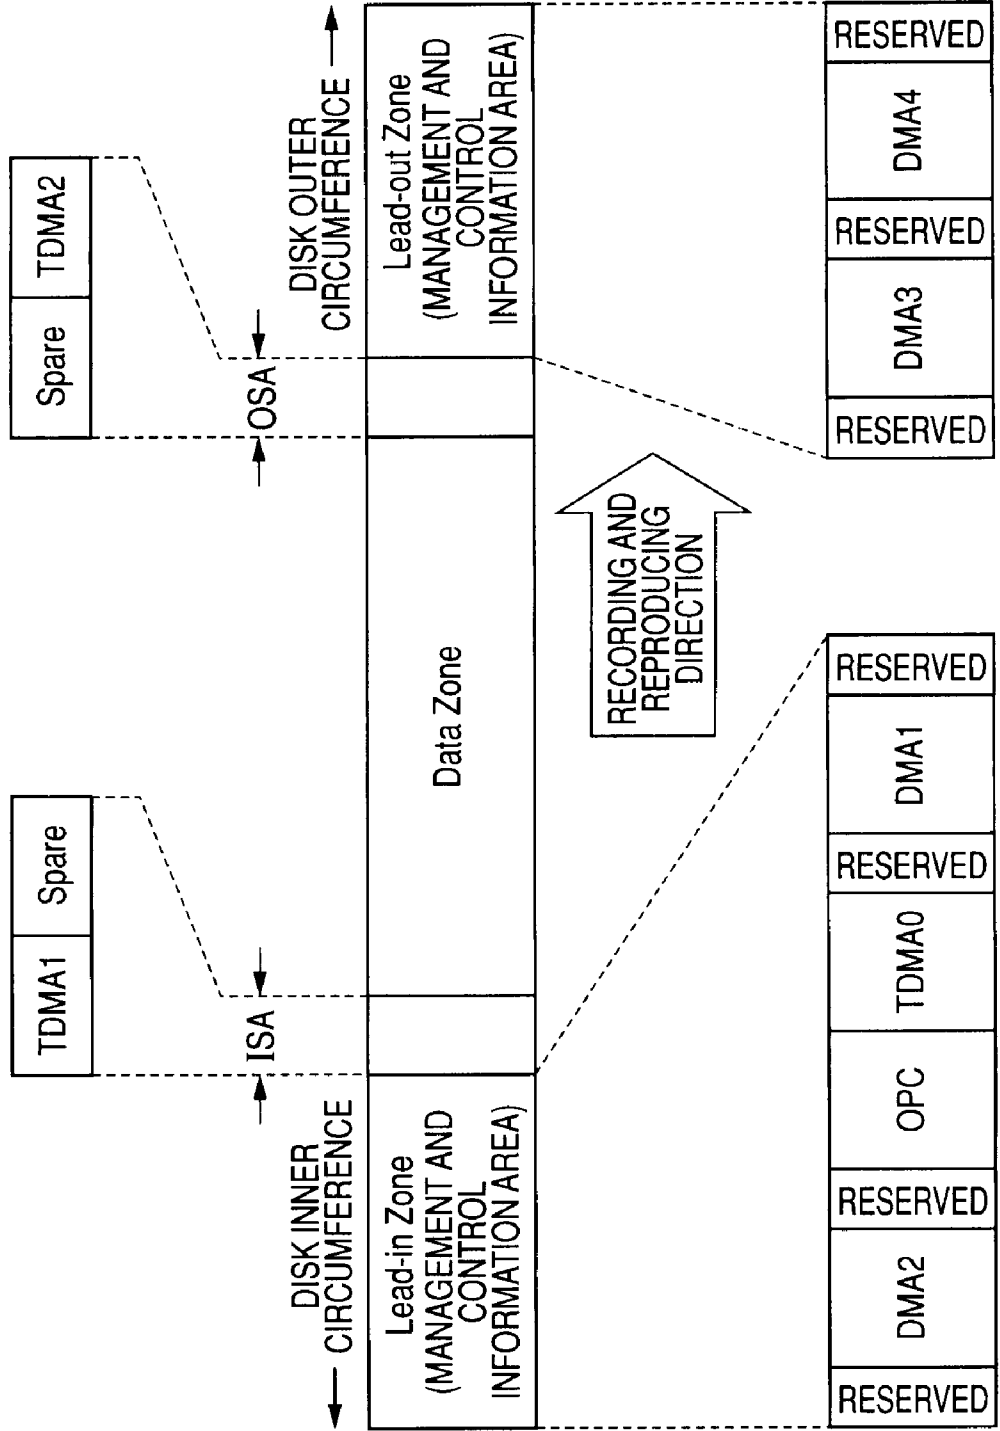 TDMA1
Spare
Spare
TDMA2
ISA
OSA
DISK INNER
CIRCUMFERENCE
DISK OUTER
CIRCUMFERENCE
Lead-in Zone
(MANAGEMENT AND
CONTROL
INFORMATION AREA)
Data Zone
Lead-out Zone
(MANAGEMENT AND
CONTROL
INFORMATION AREA)
RECORDING AND
REPRODUCING
DIRECTION
RESERVED
DMA2
RESERVED
OPC
TDMA0
RESERVED
DMA1
RESERVED
RESERVED
DMA3
RESERVED
DMA4
RESERVED